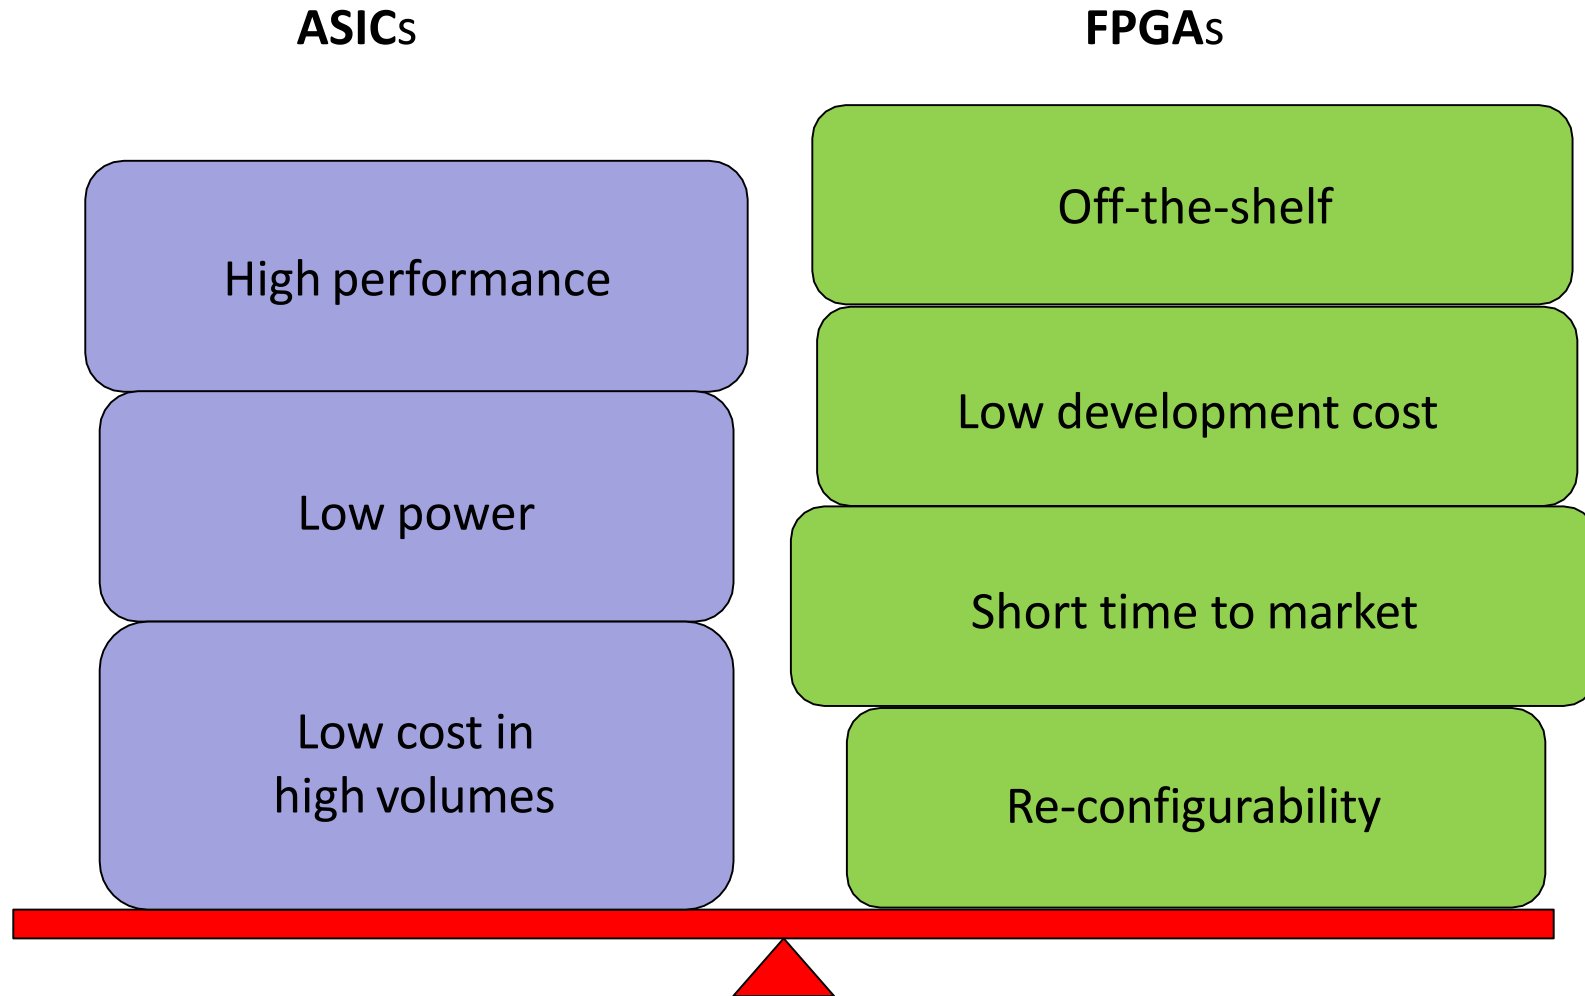 ASICs
FPGAs
High performance
Low power
Low cost in
high volumes
Off-the-shelf
Low development cost
Short time to market
Re-configurability